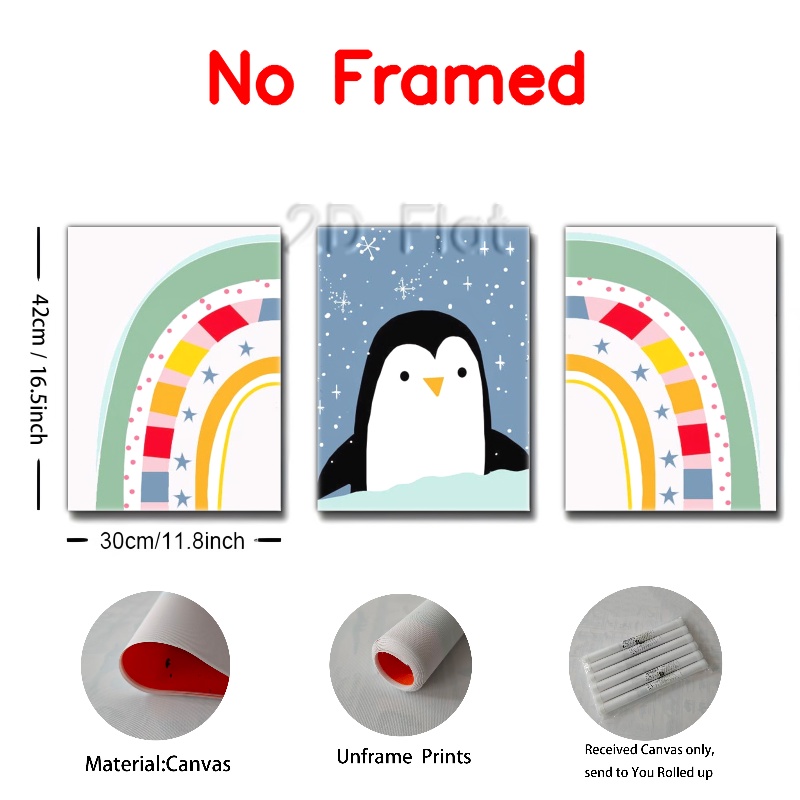 No Framed
2D Flat
42cm / 16.5inch
30cm/11.8inch
Material:Canvas
Unframe Prints
Received Canvas only,
send to You Rolled up